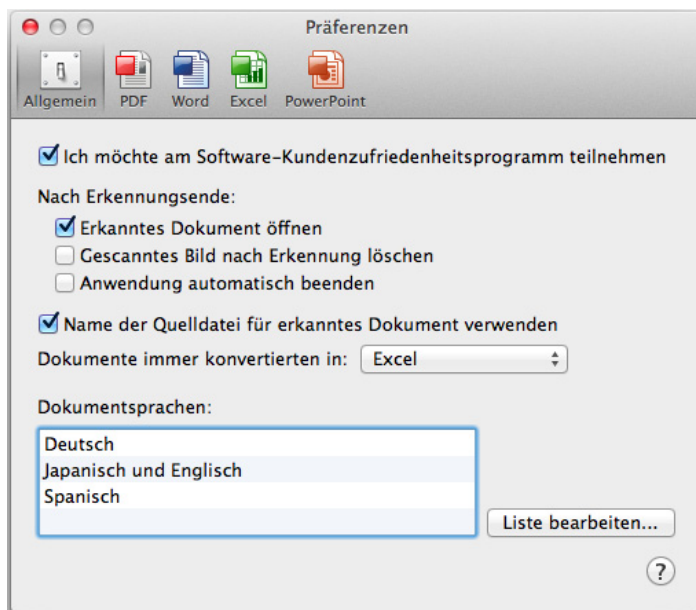 Präferenzen
Allgemein PDF Word Excel PowerPoint
Ich möchte am Software-Kundenzufriedenheitsprogramm teilnehmen
Nach Erkennungsende:
Erkanntes Dokument öffnen
Gescanntes Bild nach Erkennung löschen
Anwendung automatisch beenden
Name der Quelldatei für erkanntes Dokument verwenden
Dokumente immer konvertierten in: Excel
Dokumentsprachen:
Deutsch
Japanisch und Englisch
Spanisch
Liste bearbeiten...
?